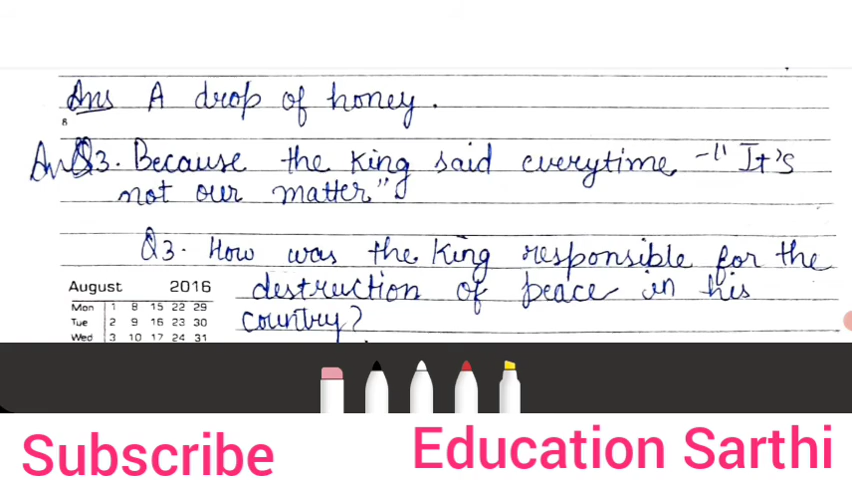 Ans A drop of honey.
Ans 3. Because the King said everytime -" It's
not our matter"
Q3. How was the King responsible for the
destruction of peace in his
country?
August 2016
Mon 1 8 15 22 29
Tue 2 9 16 23 30
Wed 3 10 17 24 31
Subscribe
Education Sarthi